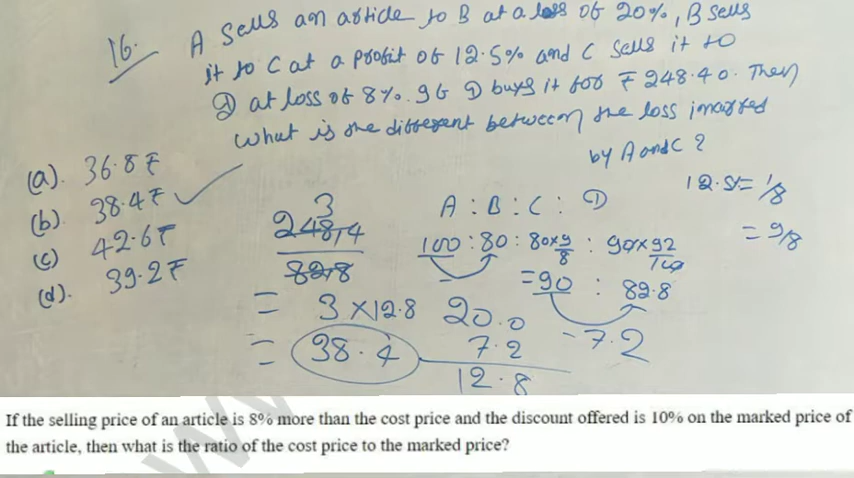 16. A sells an article to B at a loss of 20%, B sells
it to C at a profit of 12.5% and C sells it to
D at loss of 8%. If D buys it for ₹ 248.40. Then
what is the different between the loss
by A and C ?
(a). 36.8 ₹
(b). 38.4 ₹ ✓
(c) 42.6 ₹
(d). 39.2 ₹
12.5% = 1/8
= 9/8
A : B : C : D
100 : 80 : 80×9/8 : 90×92/100
= 90 : 82.8
- 7.2
3
248.4
82.8
= 3 × 12.8
= 38.4
20.0
7.2
12.8
If the selling price of an article is 8% more than the cost price and the discount offered is 10% on the marked price of
the article, then what is the ratio of the cost price to the marked price?